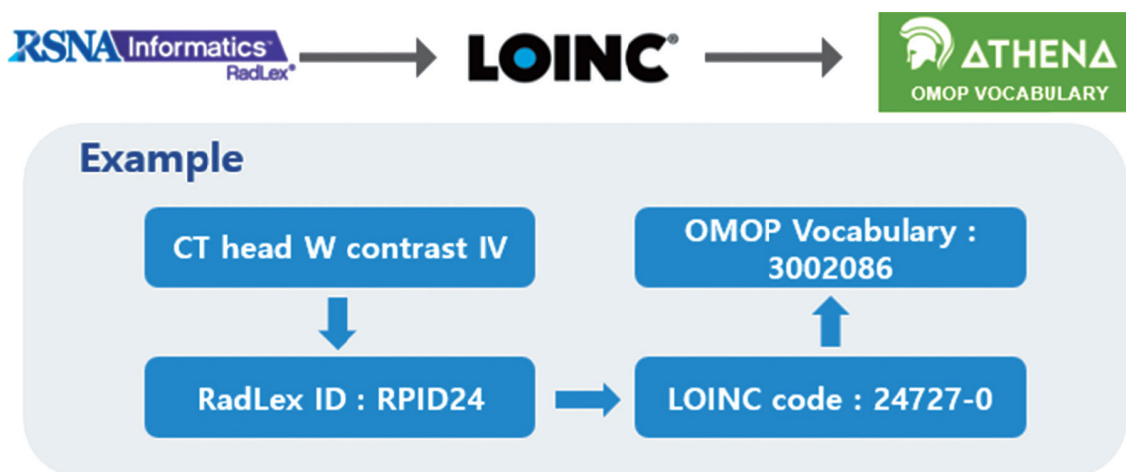 RSNA Informatics™
RadLex®
LOINC®
ATHENA
OMOP VOCABULARY
Example
CT head W contrast IV
OMOP Vocabulary :
3002086
RadLex ID : RPID24
LOINC code : 24727-0